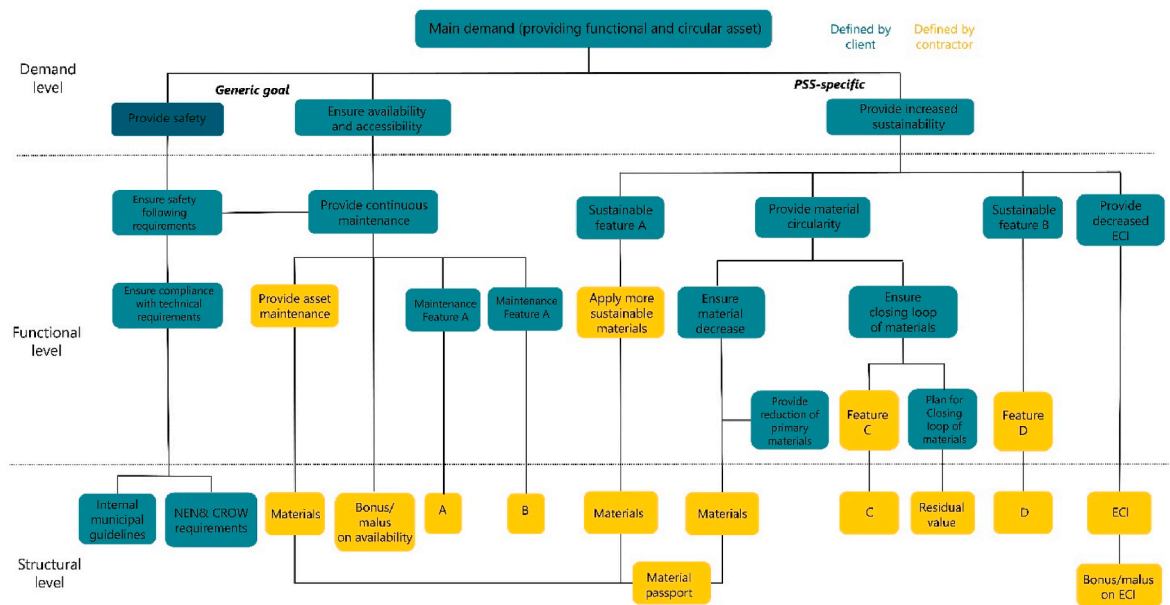 Main demand (providing functional and circular asset)
Defined by
client
Defined by
contractor
Demand
level
Generic goal
PSS-specific
Provide safety
Ensure availability
and accessibility
Provide increased
sustainability
Ensure safety
following
requirements
Provide continuous
maintenance
Sustainable
feature A
Provide material
circularity
Sustainable
feature B
Provide
decreased
ECI
Functional
level
Ensure compliance
with technical
requirements
Provide asset
maintenance
Maintenance
Feature A
Maintenance
Feature A
Apply more
sustainable
materials
Ensure
material
decrease
Ensure
closing loop
of materials
Provide
reduction of
primary
materials
Feature
C
Plan for
Closing
loop of
materials
Feature
D
Structural
level
Internal
municipal
guidelines
NEN& CROW
requirements
Materials
Bonus/
malus
on availability
A
B
Materials
Materials
C
Residual
value
D
ECI
Material
passport
Bonus/malus
on ECI